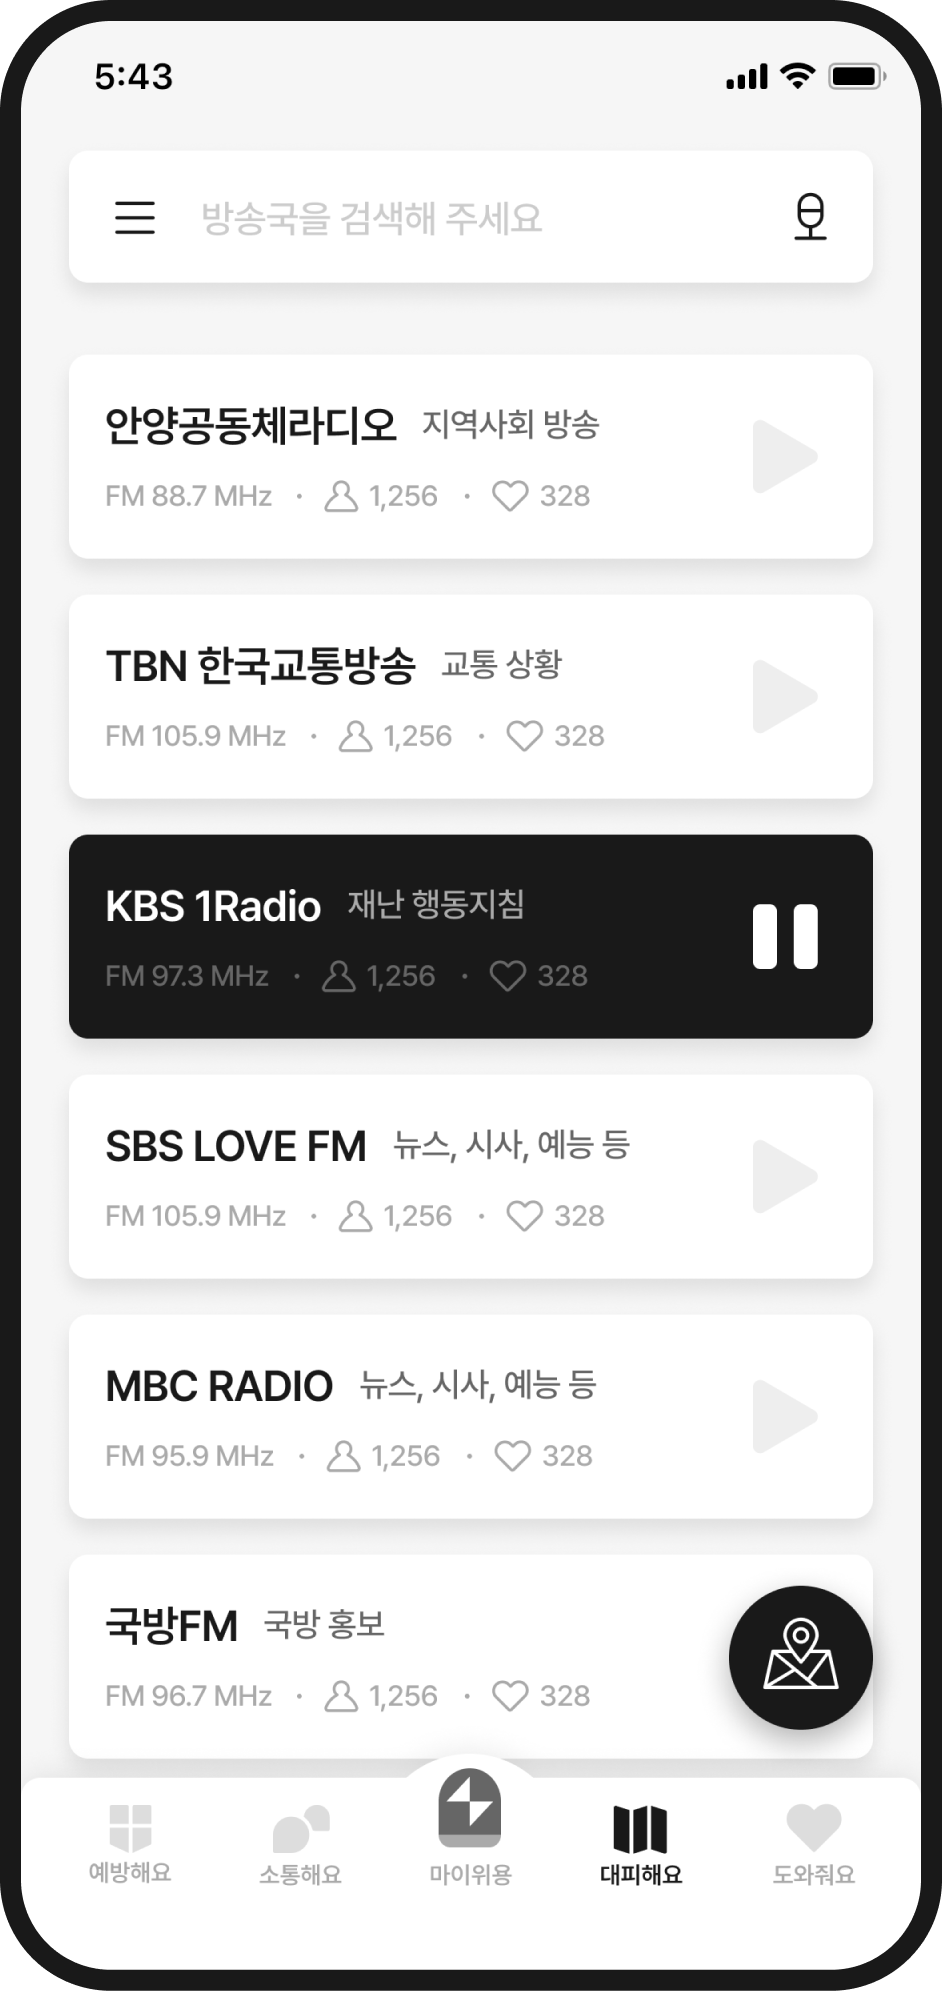 5:43
방송국을 검색해 주세요
안양공동체라디오 지역사회 방송
FM 88.7 MHz · 1,256 · 328
TBN 한국교통방송 교통 상황
FM 105.9 MHz · 1,256 · 328
KBS 1Radio 재난 행동지침
FM 97.3 MHz · 1,256 · 328
SBS LOVE FM 뉴스, 시사, 예능 등
FM 105.9 MHz · 1,256 · 328
MBC RADIO 뉴스, 시사, 예능 등
FM 95.9 MHz · 1,256 · 328
국방FM 국방 홍보
FM 96.7 MHz · 1,256 · 328
예방해요 소통해요 마이위용 대피해요 도와줘요